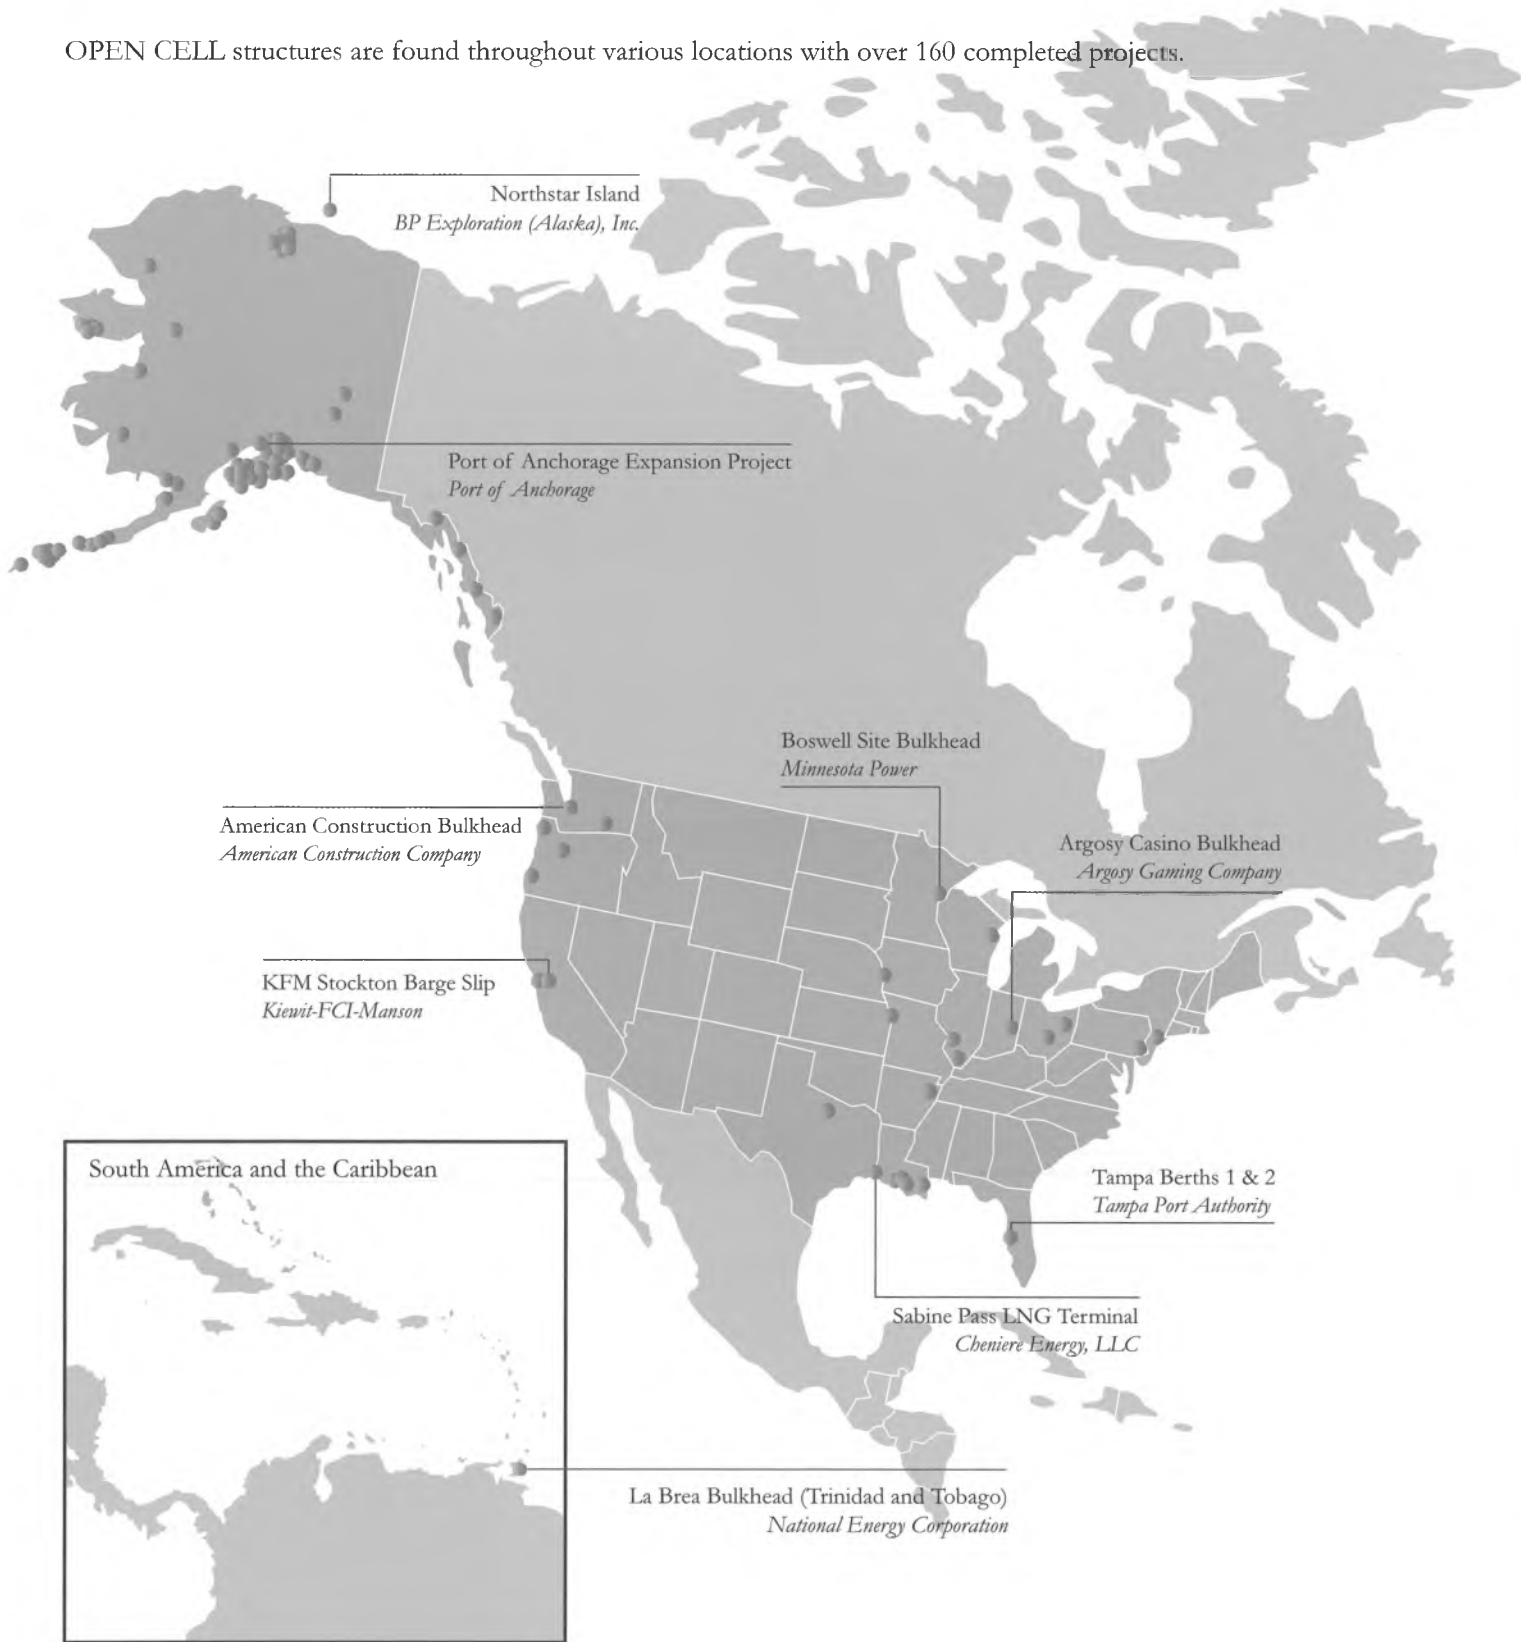 OPEN CELL structures are found throughout various locations with over 160 completed projects.
Northstar Island
BP Exploration (Alaska), Inc.
Port of Anchorage Expansion Project
Port of Anchorage
Boswell Site Bulkhead
Minnesota Power
American Construction Bulkhead
American Construction Company
Argosy Casino Bulkhead
Argosy Gaming Company
KFM Stockton Barge Slip
Kiewit-FCI-Manson
South America and the Caribbean
Tampa Berths 1 & 2
Tampa Port Authority
Sabine Pass LNG Terminal
Cheniere Energy, LLC
La Brea Bulkhead (Trinidad and Tobago)
National Energy Corporation